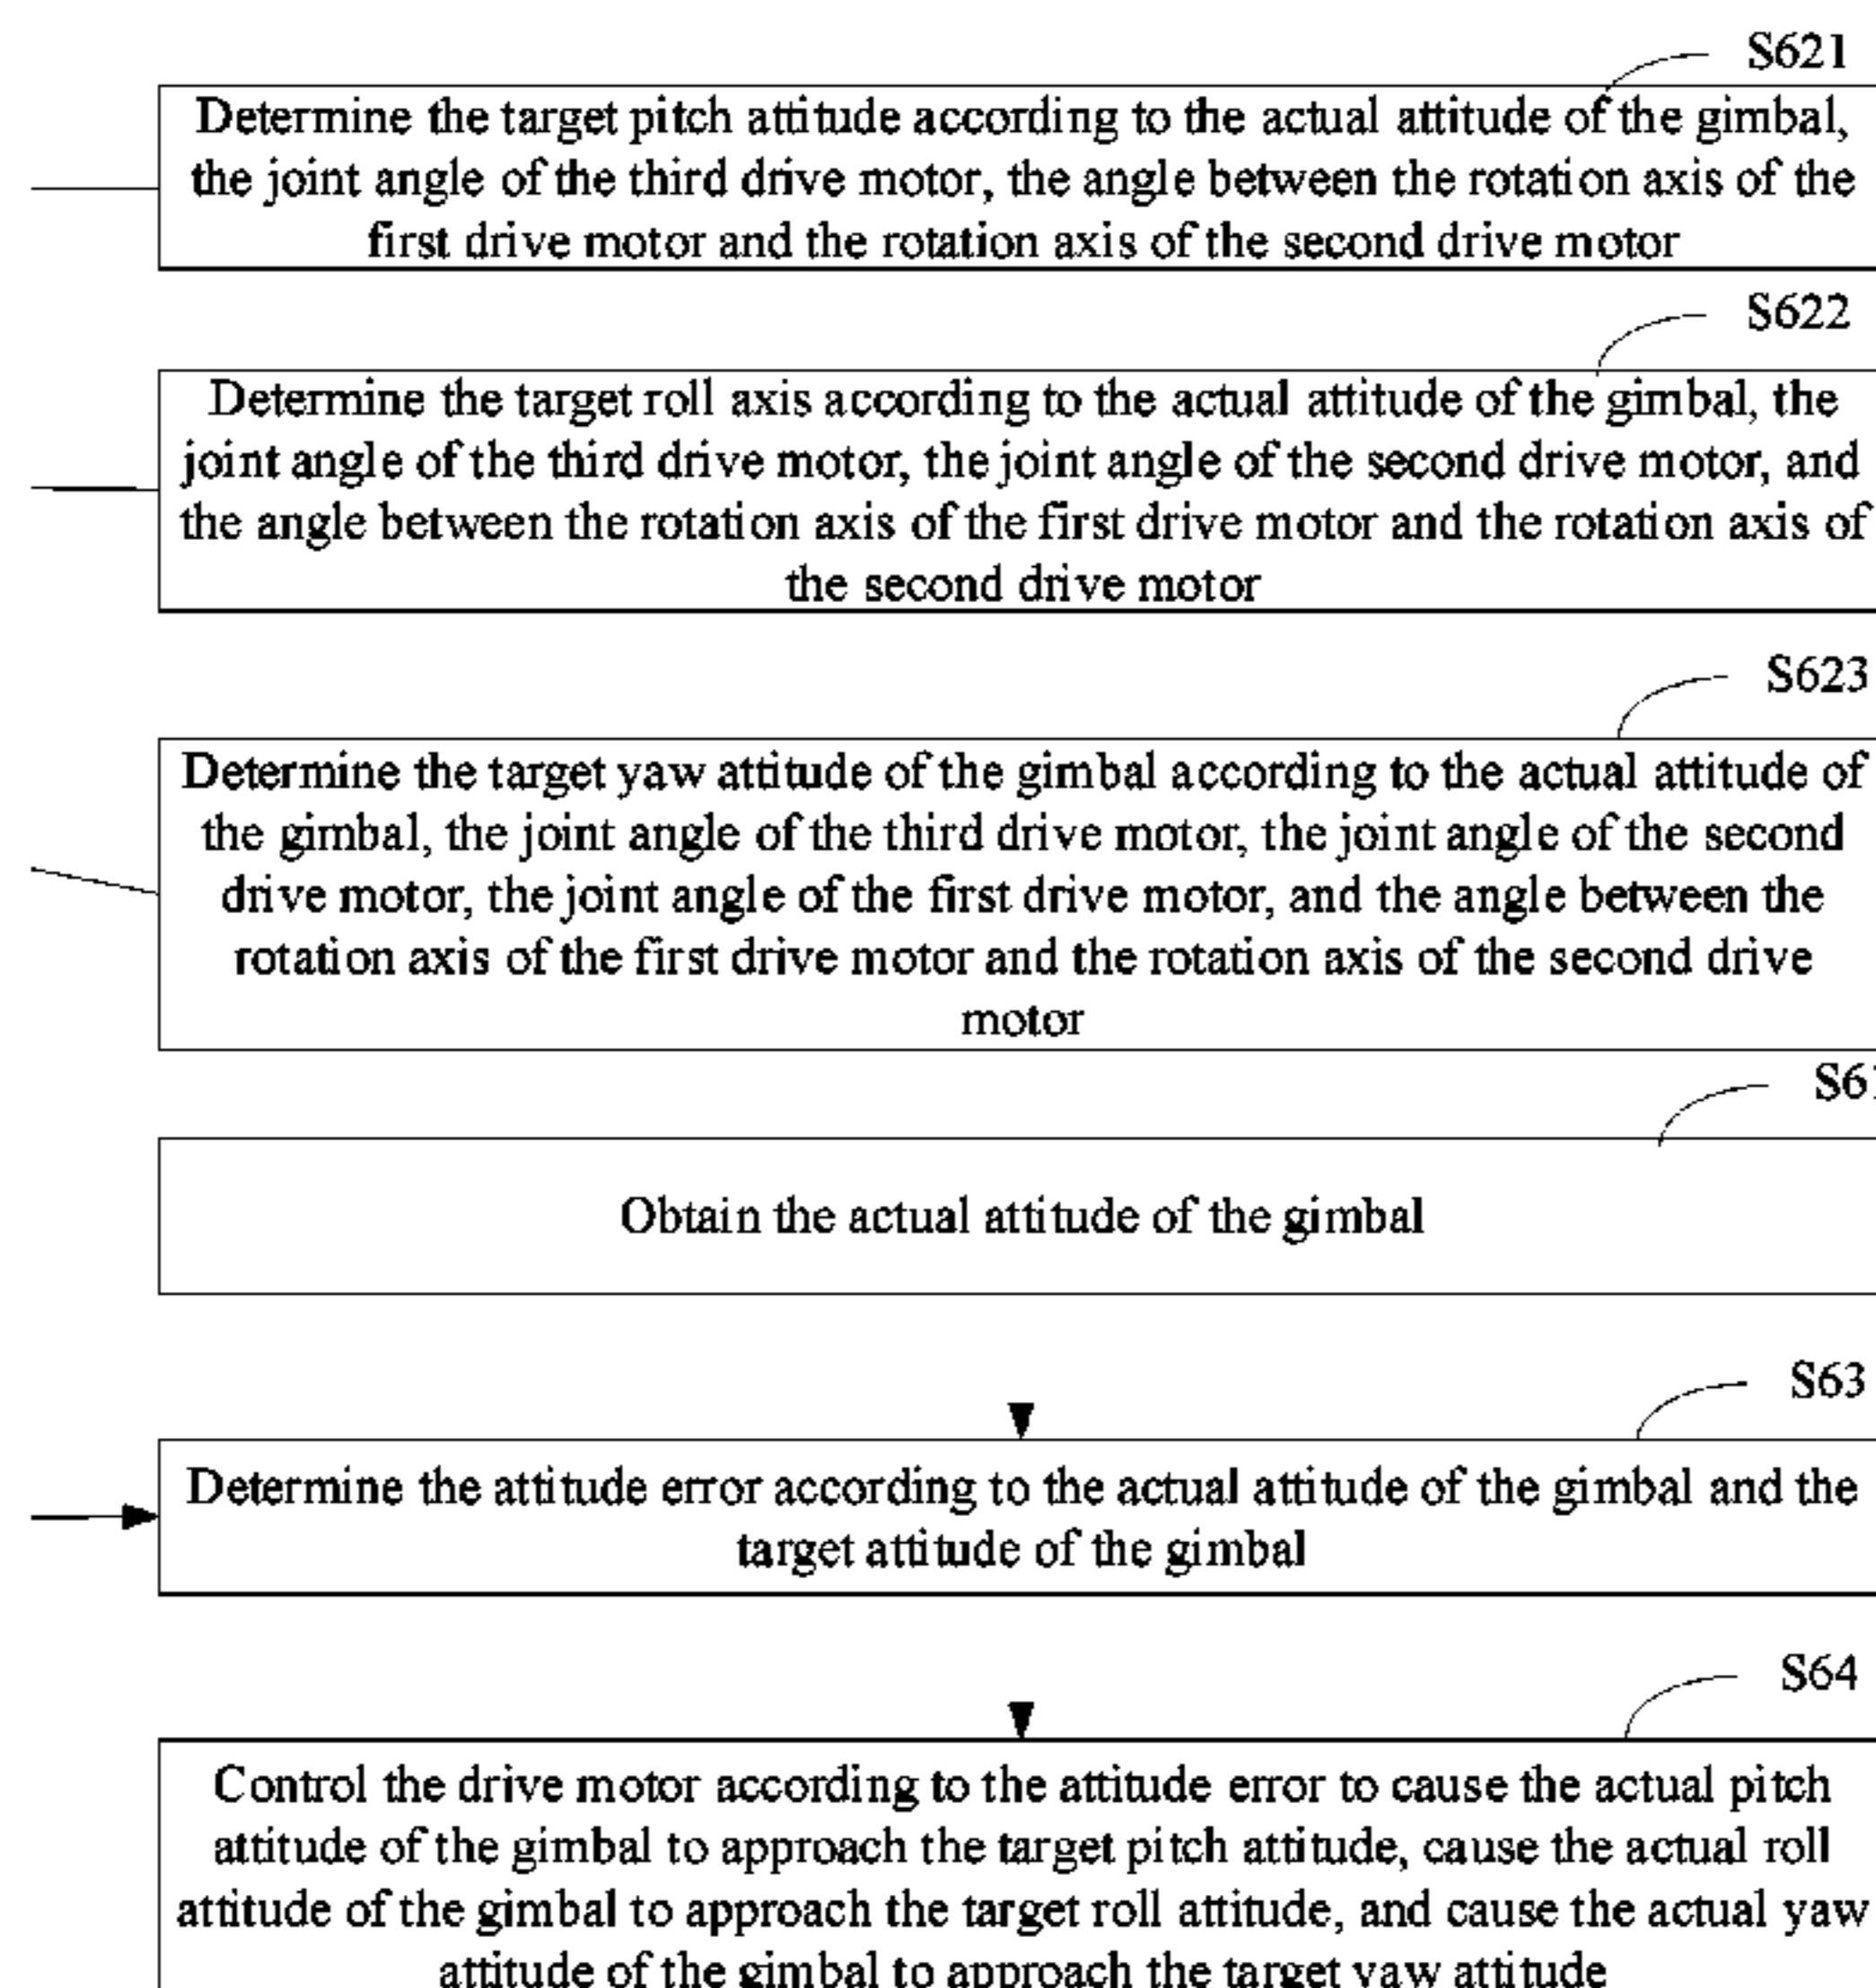 S621
Determine the target pitch attitude according to the actual attitude of the gimbal,
the joint angle of the third drive motor, the angle between the rotation axis of the
first drive motor and the rotation axis of the second drive motor
S622
Determine the target roll axis according to the actual attitude of the gimbal, the
joint angle of the third drive motor, the joint angle of the second drive motor, and
the angle between the rotation axis of the first drive motor and the rotation axis of
the second drive motor
S623
Determine the target yaw attitude of the gimbal according to the actual attitude of
the gimbal, the joint angle of the third drive motor, the joint angle of the second
drive motor, the joint angle of the first drive motor, and the angle between the
rotation axis of the first drive motor and the rotation axis of the second drive
motor
S61
Obtain the actual attitude of the gimbal
S63
Determine the attitude error according to the actual attitude of the gimbal and the
target attitude of the gimbal
S64
Control the drive motor according to the attitude error to cause the actual pitch
attitude of the gimbal to approach the target pitch attitude, cause the actual roll
attitude of the gimbal to approach the target roll attitude, and cause the actual yaw
attitude of the gimbal to approach the target yaw attitude